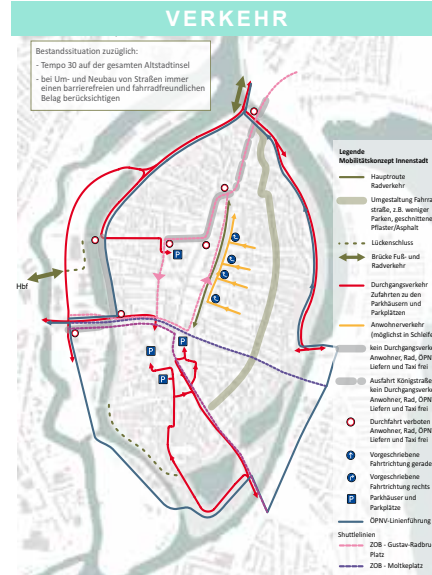 VERKEHR
Bestandssituation zuzüglich:
- Tempo 30 auf der gesamten Altstadtinsel
- bei Um- und Neubau von Straßen immer
einen barrierefreien und fahrradfreundlichen
Belag berücksichtigen
Hbf
P
P
P
P
Legende
Mobilitätskonzept Innenstadt
Hauptroute
Radverkehr
Umgestaltung Fahrra
straße, z.B. weniger
Parken, geschnittene
Pflaster/Asphalt
Lückenschluss
Brücke Fuß- und
Radverkehr
Durchgangsverkehr
Zufahrten zu den
Parkhäusern und
Parkplätzen
Anwohnerverkehr
(möglichst in Schleife
kein Durchgangsverke
Anwohner, Rad, ÖPN
Liefern und Taxi frei
Ausfahrt Königstraße
kein Durchgangsverke
Anwohner, Rad, ÖPN
Liefern und Taxi frei
Durchfahrt verboten
Anwohner, Rad, ÖPN
Liefern und Taxi frei
Vorgeschriebene
Fahrtrichtung gerade
Vorgeschriebene
Fahrtrichtung rechts
P
Parkhäuser und
Parkplätze
ÖPNV-Linienführung
Shuttlelinien
ZOB - Gustav-Radbru
Platz
ZOB - Moltkeplatz